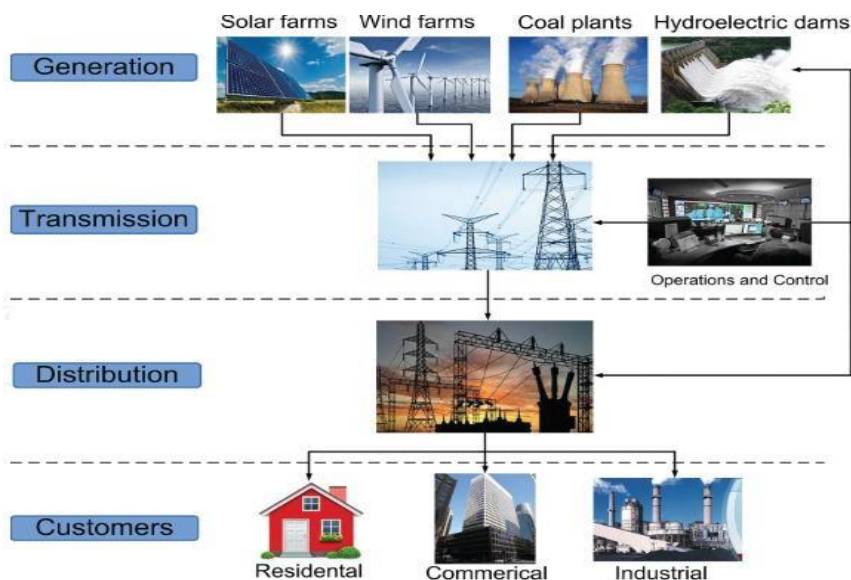 Solar farms
Wind farms
Coal plants
Hydroelectric dams
Generation
Transmission
Operations and Control
Distribution
Customers
Residental
Commerical
Industrial